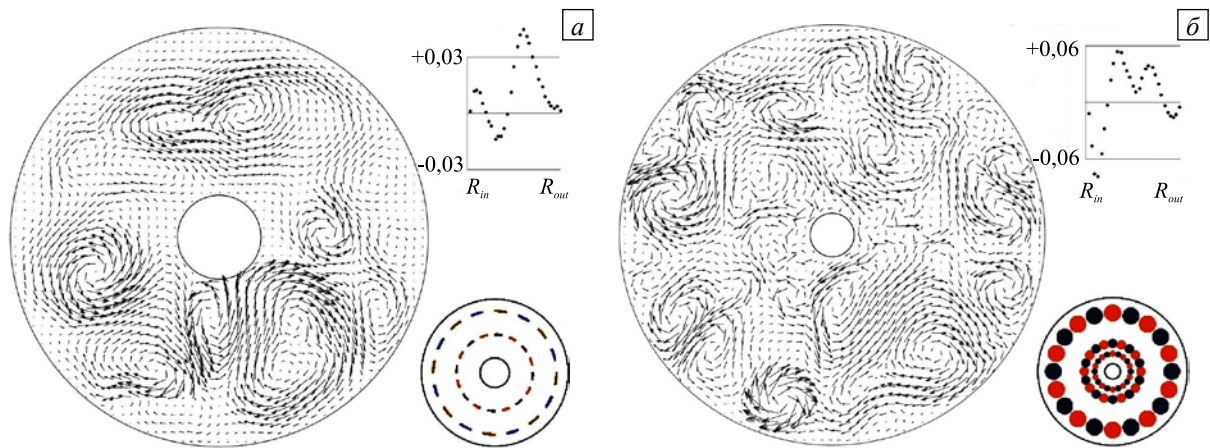 а
+0,03
-0,03
R_in R_out
б
+0,06
-0,06
R_in R_out